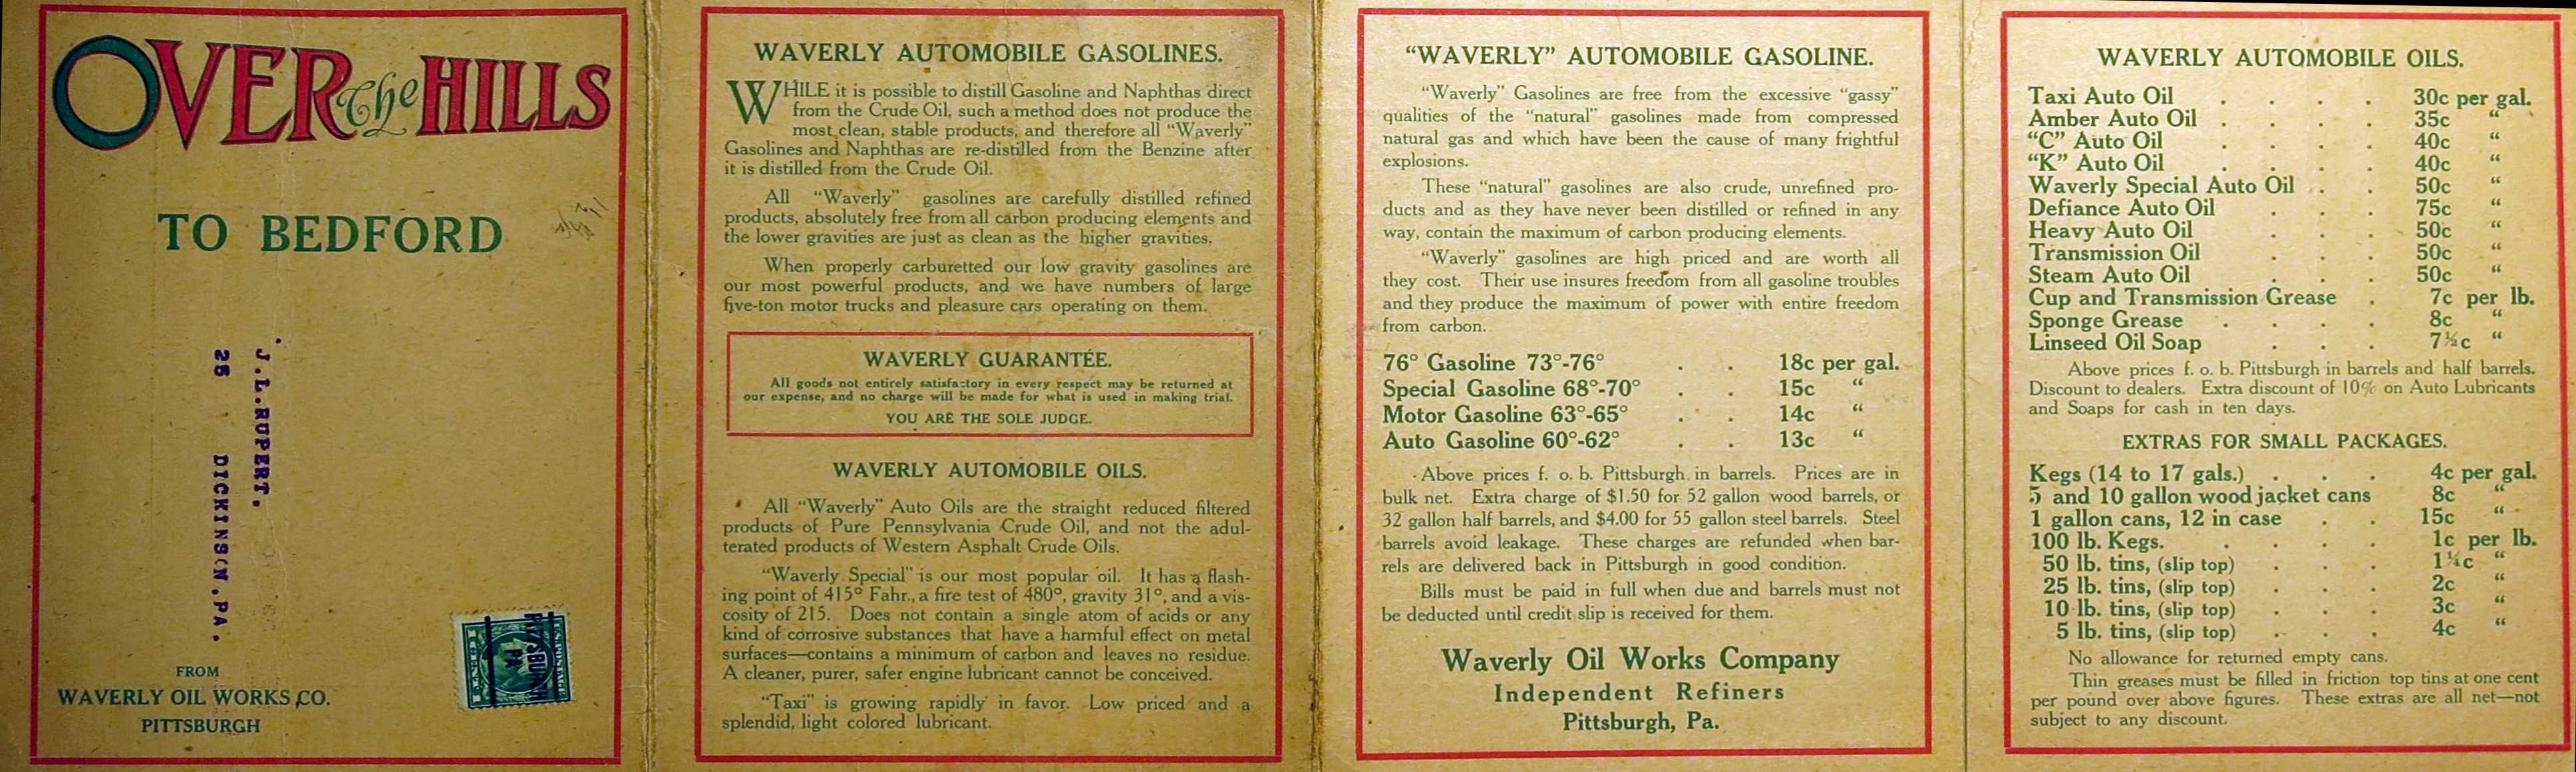 OVER The HILLS
TO BEDFORD
J.L.RUPERT.
25 DICKINSON.PA.
FROM
WAVERLY OIL WORKS CO.
PITTSBURGH
PITTSBURGH
PA
WAVERLY AUTOMOBILE GASOLINES.
WHILE it is possible to distill Gasoline and Naphthas direct
from the Crude Oil, such a method does not produce the
most clean, stable products, and therefore all “Waverly”
Gasolines and Naphthas are re-distilled from the Benzine after
it is distilled from the Crude Oil.
All “Waverly” gasolines are carefully distilled refined
products, absolutely free from all carbon producing elements and
the lower gravities are just as clean as the higher gravities.
When properly carburetted our low gravity gasolines are
our most powerful products, and we have numbers of large
five-ton motor trucks and pleasure cars operating on them.
WAVERLY GUARANTEE.
All goods not entirely satisfactory in every respect may be returned at
our expense, and no charge will be made for what is used in making trial.
YOU ARE THE SOLE JUDGE.
WAVERLY AUTOMOBILE OILS.
All “Waverly” Auto Oils are the straight reduced filtered
products of Pure Pennsylvania Crude Oil, and not the adul-
terated products of Western Asphalt Crude Oils.
“Waverly Special” is our most popular oil. It has a flash-
ing point of 415° Fahr., a fire test of 480°, gravity 31°, and a vis-
cosity of 215. Does not contain a single atom of acids or any
kind of corrosive substances that have a harmful effect on metal
surfaces—contains a minimum of carbon and leaves no residue.
A cleaner, purer, safer engine lubricant cannot be conceived.
“Taxi” is growing rapidly in favor. Low priced and a
splendid, light colored lubricant.
“WAVERLY” AUTOMOBILE GASOLINE.
“Waverly” Gasolines are free from the excessive “gassy”
qualities of the “natural” gasolines made from compressed
natural gas and which have been the cause of many frightful
explosions.
These “natural” gasolines are also crude, unrefined pro-
ducts and as they have never been distilled or refined in any
way, contain the maximum of carbon producing elements.
“Waverly” gasolines are high priced and are worth all
they cost. Their use insures freedom from all gasoline troubles
and they produce the maximum of power with entire freedom
from carbon.
76° Gasoline 73°-76° . . 18c per gal.
Special Gasoline 68°-70° . . 15c “
Motor Gasoline 63°-65° . . 14c “
Auto Gasoline 60°-62° . . 13c “
Above prices f. o. b. Pittsburgh in barrels. Prices are in
bulk net. Extra charge of $1.50 for 52 gallon wood barrels, or
32 gallon half barrels, and $4.00 for 55 gallon steel barrels. Steel
barrels avoid leakage. These charges are refunded when bar-
rels are delivered back in Pittsburgh in good condition.
Bills must be paid in full when due and barrels must not
be deducted until credit slip is received for them.
Waverly Oil Works Company
Independent Refiners
Pittsburgh, Pa.
WAVERLY AUTOMOBILE OILS.
Taxi Auto Oil . . . . 30c per gal.
Amber Auto Oil . . . . 35c “
“C” Auto Oil . . . . 40c “
“K” Auto Oil . . . . 40c “
Waverly Special Auto Oil . . 50c “
Defiance Auto Oil . . . 75c “
Heavy Auto Oil . . . 50c “
Transmission Oil . . . 50c “
Steam Auto Oil . . . 50c “
Cup and Transmission Grease . 7c per lb.
Sponge Grease . . . . 8c “
Linseed Oil Soap . . . 7½c “
Above prices f. o. b. Pittsburgh in barrels and half barrels.
Discount to dealers. Extra discount of 10% on Auto Lubricants
and Soaps for cash in ten days.
EXTRAS FOR SMALL PACKAGES.
Kegs (14 to 17 gals.) . . . 4c per gal.
5 and 10 gallon wood jacket cans 8c “
1 gallon cans, 12 in case . . 15c “
100 lb. Kegs. . . . . 1c per lb.
50 lb. tins, (slip top) . . . 1¼c “
25 lb. tins, (slip top) . . . 2c “
10 lb. tins, (slip top) . . . 3c “
5 lb. tins, (slip top) . . . 4c “
No allowance for returned empty cans.
Thin greases must be filled in friction top tins at one cent
per pound over above figures. These extras are all net—not
subject to any discount.